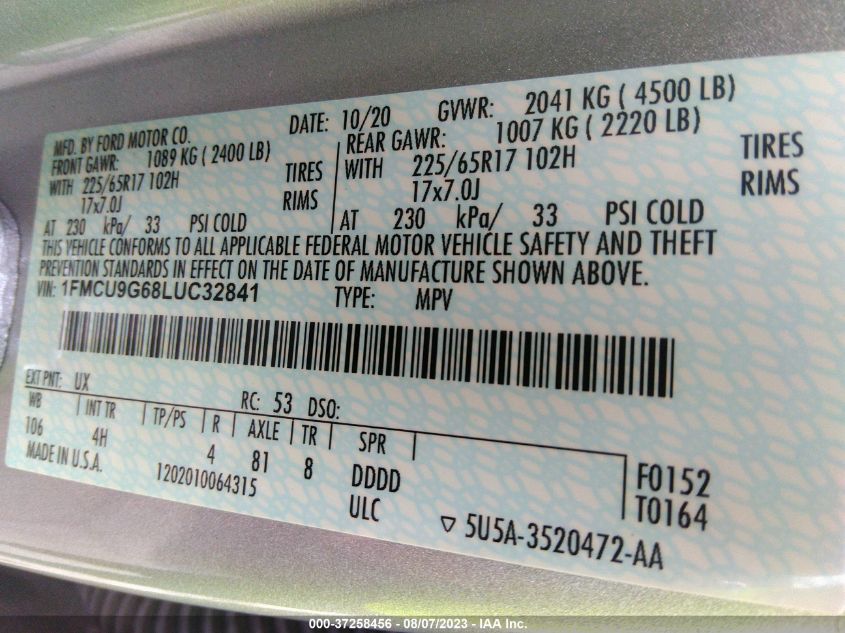 MFD. BY FORD MOTOR CO. DATE: 10/20 GVWR: 2041 KG ( 4500 LB)
FRONT GAWR: 1089 KG ( 2400 LB) REAR GAWR: 1007 KG ( 2220 LB)
WITH 225/65R17 102H TIRES WITH 225/65R17 102H TIRES
17x7.0J RIMS 17x7.0J RIMS
AT 230 kPa/ 33 PSI COLD AT 230 kPa/ 33 PSI COLD
THIS VEHICLE CONFORMS TO ALL APPLICABLE FEDERAL MOTOR VEHICLE SAFETY AND THEFT
PREVENTION STANDARDS IN EFFECT ON THE DATE OF MANUFACTURE SHOWN ABOVE.
VIN: 1FMCU9G68LUC32841 TYPE: MPV
EXT PNT: UX RC: 53 DSO:
WB INT TR TP/PS R AXLE TR SPR
106 4H 4 81 8 DDDD F0152
MADE IN U.S.A. 1202010064315 ULC T0164
▽ 5U5A-3520472-AA
000-37258456 - 08/07/2023 - IAA Inc.